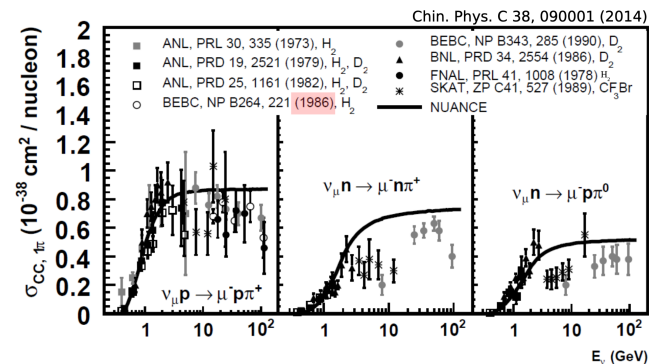 Chin. Phys. C 38, 090001 (2014)
ANL, PRL 30, 335 (1973), H2
ANL, PRD 19, 2521 (1979), H2, D2
ANL, PRD 25, 1161 (1982), H2, D2
BEBC, NP B264, 221 (1986), H2
BEBC, NP B343, 285 (1990), D2
BNL, PRD 34, 2554 (1986), D2
FNAL, PRL 41, 1008 (1978) H2
SKAT, ZP C41, 527 (1989), CF3Br
NUANCE
σCC, 1π (10-38 cm2 / nucleon)
2
1.8
1.6
1.4
1.2
1
0.8
0.6
0.4
0.2
0
νμp → μ-pπ+
νμn → μ-nπ+
νμn → μ-pπ0
1 10 102 1 10 102 1 10 102
Eν (GeV)